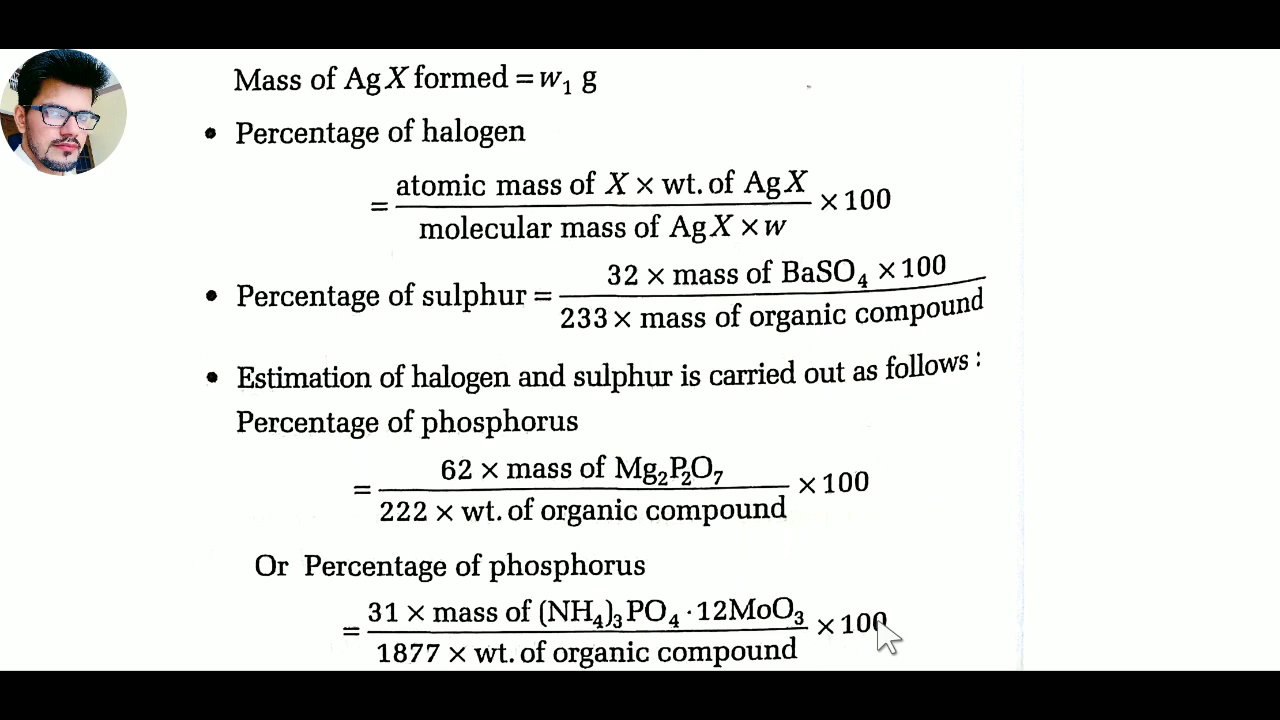 Mass of AgX formed = w₁ g
• Percentage of halogen
= atomic mass of X × wt. of AgX / molecular mass of AgX × w × 100
• Percentage of sulphur = 32 × mass of BaSO₄ × 100 / 233 × mass of organic compound
• Estimation of halogen and sulphur is carried out as follows :
Percentage of phosphorus
= 62 × mass of Mg₂P₂O₇ / 222 × wt. of organic compound × 100
Or Percentage of phosphorus
= 31 × mass of (NH₄)₃PO₄ · 12MoO₃ / 1877 × wt. of organic compound × 100